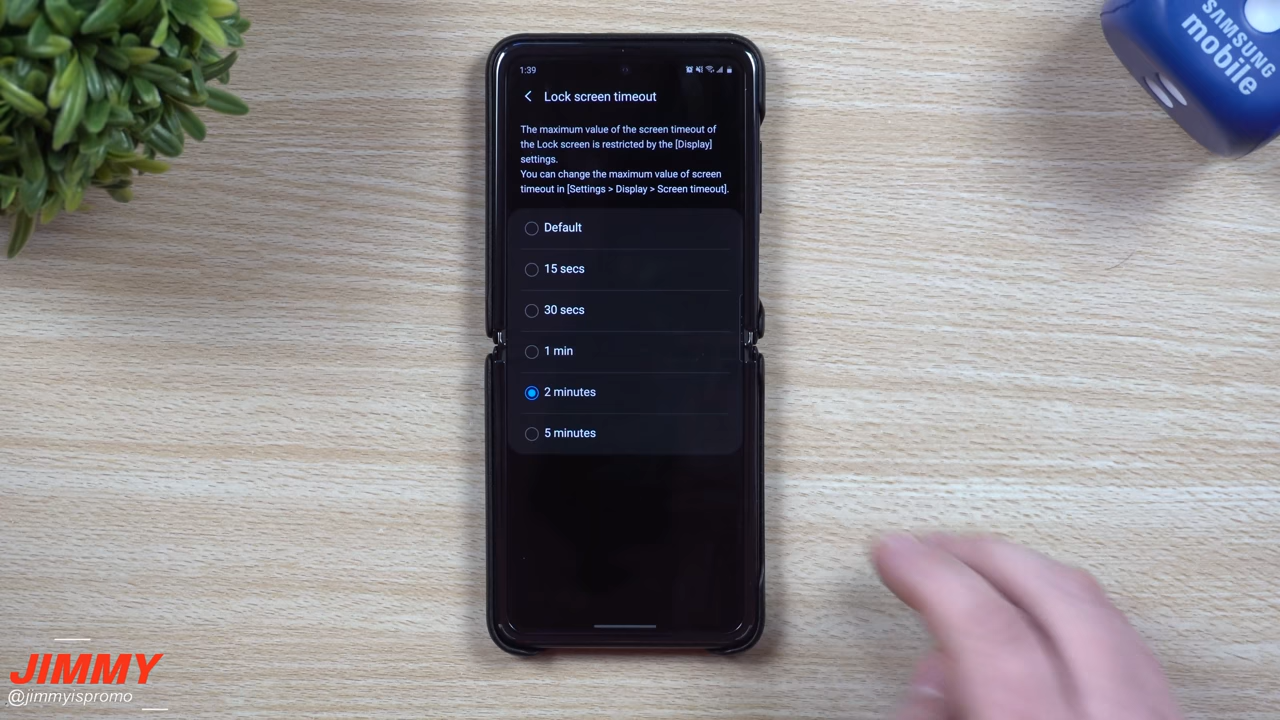 SAMSUNG
mobile
1:39
Lock screen timeout
The maximum value of the screen timeout of
the Lock screen is restricted by the [Display]
settings.
You can change the maximum value of screen
timeout in [Settings > Display > Screen timeout].
Default
15 secs
30 secs
1 min
2 minutes
5 minutes
JIMMY
@jimmyispromo